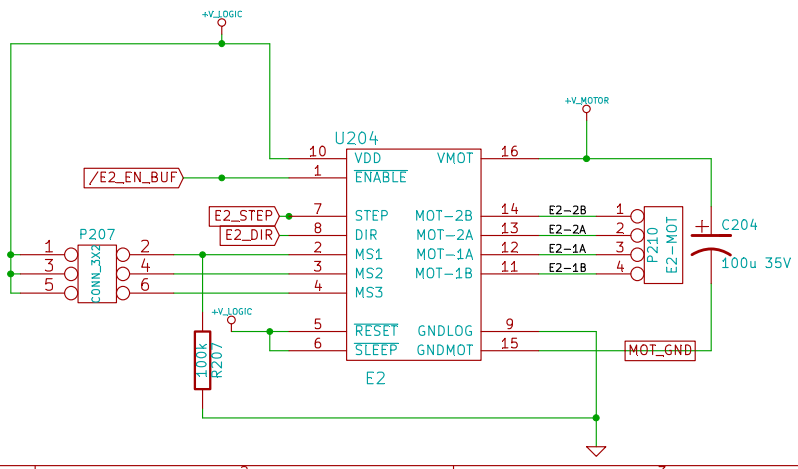 +V_LOGIC
+V_MOTOR
U204
10 VDD VMOT 16
/E2_EN_BUF 1 ENABLE
E2_STEP 7 STEP MOT-2B 14 E2-2B 1
E2_DIR 8 DIR MOT-2A 13 E2-2A 2
P207
1 2 2 MS1 MOT-1A 12 E2-1A 3
3 4 3 MS2 MOT-1B 11 E2-1B 4
5 6 4 MS3
CONN_3X2
P210
E2-MOT
C204
100u 35V
+V_LOGIC
5 RESET GNDLOG 9
6 SLEEP GNDMOT 15 MOT_GND
100k
R207
E2